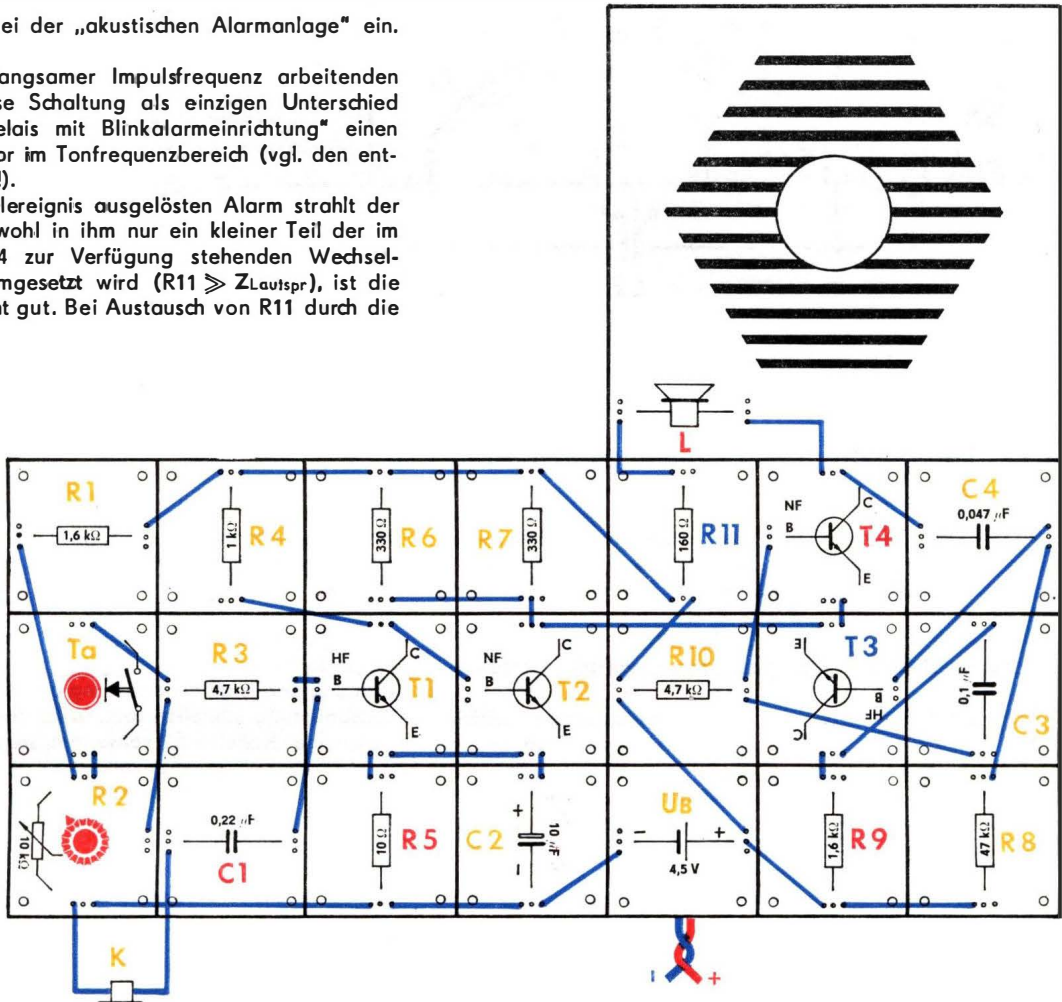 ei der „akustischen Alarmanlage" ein.
angsamer Impulsfrequenz arbeitenden
se Schaltung als einzigen Unterschied
elais mit Blinkalarmeinrichtung" einen
or im Tonfrequenzbereich (vgl. den ent-
!).
lereignis ausgelösten Alarm strahlt der
wohl in ihm nur ein kleiner Teil der im
4 zur Verfügung stehenden Wechsel-
mgesetzt wird (R11 ≫ ZLautspr), ist die
nt gut. Bei Austausch von R11 durch die
L
R1
1,6 kΩ
1 kΩ
R4
330 Ω
R6
R7
330 Ω
160 Ω
R11
NF
B
C
E
T4
C4
0,047 µF
Ta
R3
4,7 kΩ
HF
B
C
E
T1
NF
B
C
E
T2
R10
4,7 kΩ
T3
E
B
HF
C
0,1 µF
C3
R2
10 kΩ
0,22 µF
C1
10 Ω
R5
C2
+
10 µF
−
UB
− +
4,5 V
1,6 kΩ
R9
47 kΩ
R8
K
− +